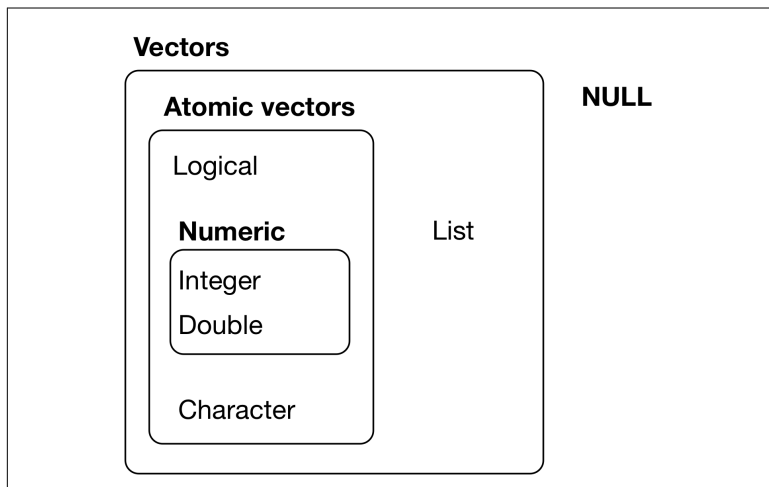 Vectors
NULL
Atomic vectors
Logical
Numeric
List
Integer
Double
Character